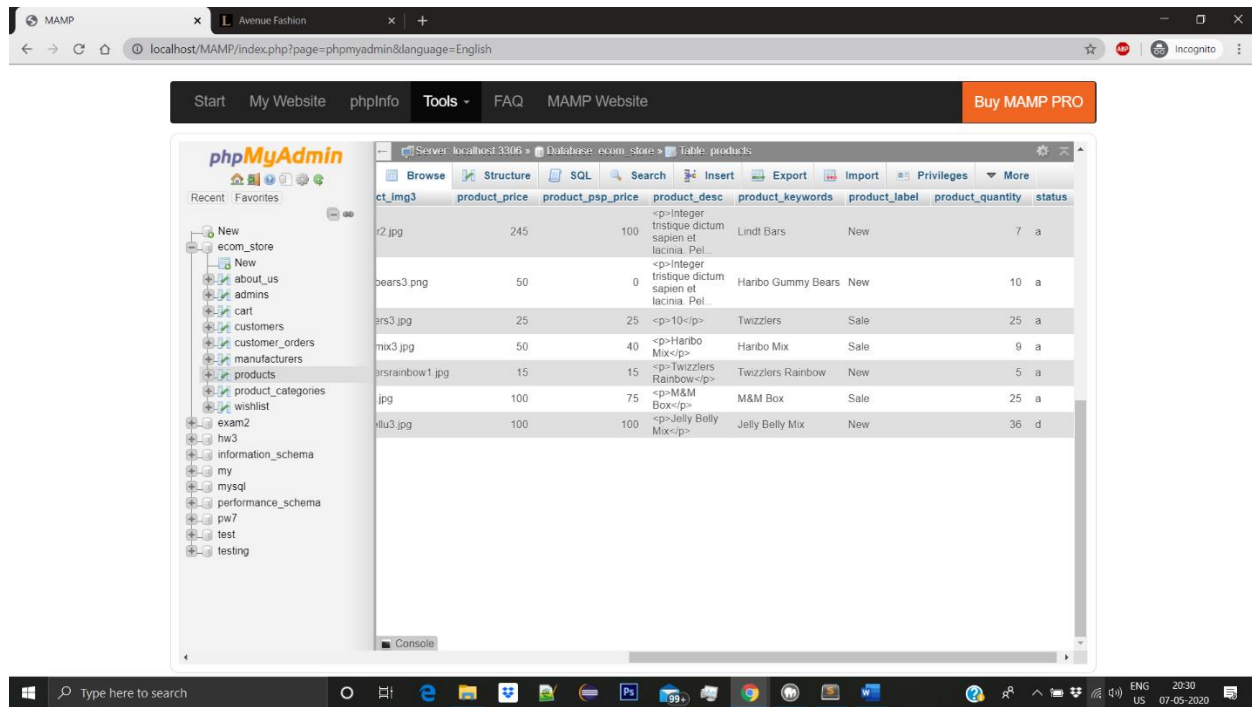 MAMP
Avenue Fashion
localhost/MAMP/index.php?page=phpmyadmin&language=English
ABP
Incognito
Start My Website phpInfo Tools FAQ MAMP Website Buy MAMP PRO
phpMyAdmin
Recent Favorites
New
ecom_store
New
about_us
admins
cart
customers
customer_orders
manufacturers
products
product_categories
wishlist
exam2
hw3
information_schema
my
mysql
performance_schema
pw7
test
testing
Server: localhost:3306 » Database: ecom_store » Table: products
Browse Structure SQL Search Insert Export Import Privileges More
ct_img3 product_price product_psp_price product_desc product_keywords product_label product_quantity status
r2.jpg 245 100 <p>Integer tristique dictum sapien et lacinia. Pel... Lindt Bars New 7 a
bears3.png 50 0 <p>Integer tristique dictum sapien et lacinia. Pel... Haribo Gummy Bears New 10 a
ers3.jpg 25 25 <p>10</p> Twizzlers Sale 25 a
mix3.jpg 50 40 <p>Haribo Mix</p> Haribo Mix Sale 9 a
ersrainbow1.jpg 15 15 <p>Twizzlers Rainbow</p> Twizzlers Rainbow New 5 a
.jpg 100 75 <p>M&M Box</p> M&M Box Sale 25 a
llu3.jpg 100 100 <p>Jelly Belly Mix</p> Jelly Belly Mix New 36 d
Console
Type here to search
Ps
99+
ENG 20:30
US 07-05-2020